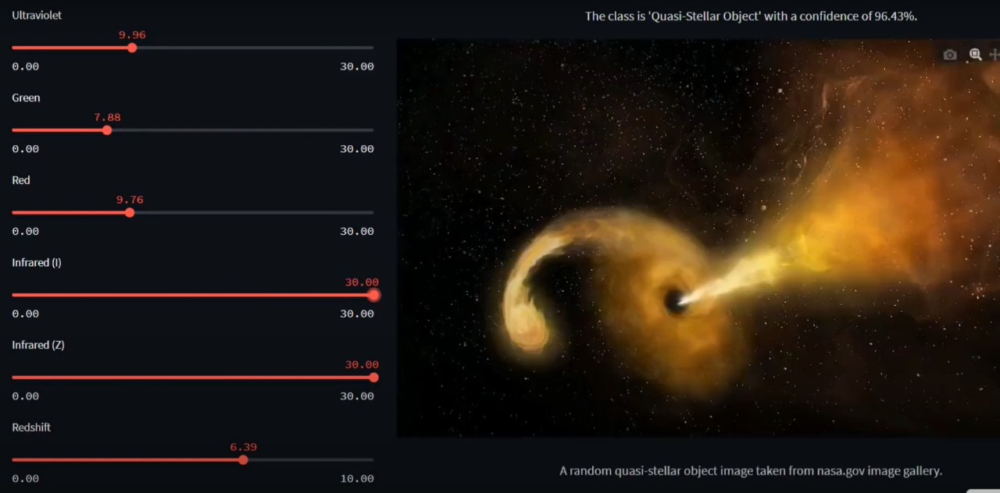 Ultraviolet
9.96
0.00 30.00
Green
7.88
0.00 30.00
Red
9.76
0.00 30.00
Infrared (I)
30.00
0.00 30.00
Infrared (Z)
30.00
0.00 30.00
Redshift
6.39
0.00 10.00
The class is 'Quasi-Stellar Object' with a confidence of 96.43%.
A random quasi-stellar object image taken from nasa.gov image gallery.